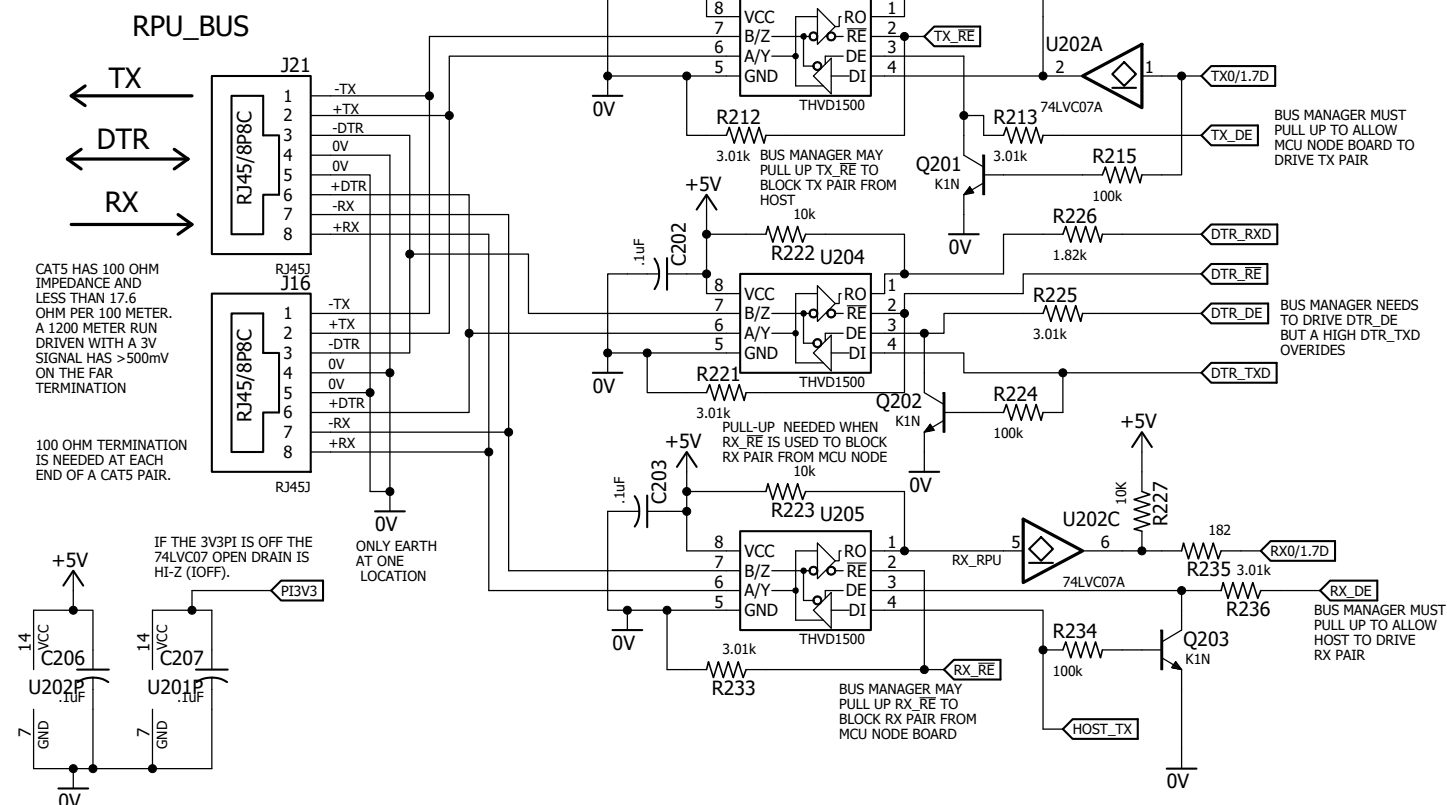 RPU_BUS
TX
DTR
RX
J21
RJ45/8P8C
1 -TX
2 +TX
3 -DTR
4 0V
5 0V
6 +DTR
7 -RX
8 +RX
RJ45J
J16
RJ45/8P8C
1 -TX
2 +TX
3 -DTR
4 0V
5 0V
6 +DTR
7 -RX
8 +RX
RJ45J
CAT5 HAS 100 OHM
IMPEDANCE AND
LESS THAN 17.6
OHM PER 100 METER.
A 1200 METER RUN
DRIVEN WITH A 3V
SIGNAL HAS >500mV
ON THE FAR
TERMINATION
100 OHM TERMINATION
IS NEEDED AT EACH
END OF A CAT5 PAIR.
0V
ONLY EARTH
AT ONE
LOCATION
IF THE 3V3PI IS OFF THE
74LVC07 OPEN DRAIN IS
HI-Z (IOFF).
+5V
PI3V3
14 VCC
C206
U202P
.1uF
7 GND
0V
14 VCC
C207
U201P
.1uF
7 GND
8 VCC RO 1
7 B/Z RE 2
6 A/Y DE 3
5 GND DI 4
THVD1500
TX_RE
0V
R212
3.01k
BUS MANAGER MAY
PULL UP TX_RE TO
BLOCK TX PAIR FROM
HOST
U202A
2 1
74LVC07A
TX0/1.7D
R213
3.01k
TX_DE
BUS MANAGER MUST
PULL UP TO ALLOW
MCU NODE BOARD TO
DRIVE TX PAIR
Q201
K1N
R215
100k
0V
+5V
10k
R222
.1uF
C202
U204
8 VCC RO 1
7 B/Z RE 2
6 A/Y DE 3
5 GND DI 4
THVD1500
0V
R226
1.82k
DTR_RXD
DTR_RE
R225
3.01k
DTR_DE
BUS MANAGER NEEDS
TO DRIVE DTR_DE
BUT A HIGH DTR_TXD
OVERIDES
DTR_TXD
R221
3.01k
Q202
K1N
R224
100k
0V
PULL-UP NEEDED WHEN
RX_RE IS USED TO BLOCK
RX PAIR FROM MCU NODE
+5V
10k
R223
.1uF
C203
U205
8 VCC RO 1
7 B/Z RE 2
6 A/Y DE 3
5 GND DI 4
THVD1500
0V
RX_RPU
5 6
U202C
74LVC07A
+5V
10K
R227
182
R235
RX0/1.7D
3.01k
R236
RX_DE
BUS MANAGER MUST
PULL UP TO ALLOW
HOST TO DRIVE
RX PAIR
R234
100k
Q203
K1N
3.01k
R233
RX_RE
BUS MANAGER MAY
PULL UP RX_RE TO
BLOCK RX PAIR FROM
MCU NODE BOARD
HOST_TX
0V